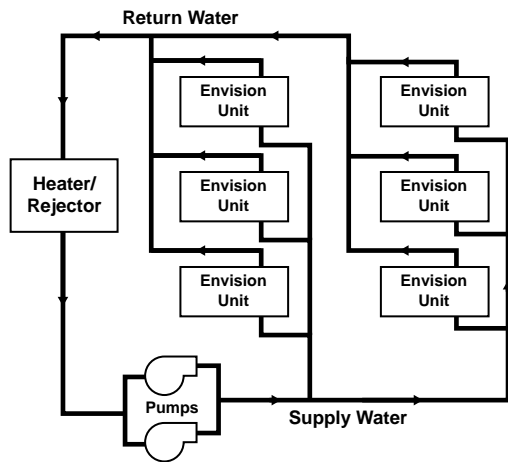 Return Water
Envision
Unit
Envision
Unit
Heater/
Rejector
Envision
Unit
Envision
Unit
Envision
Unit
Envision
Unit
Pumps
Supply Water